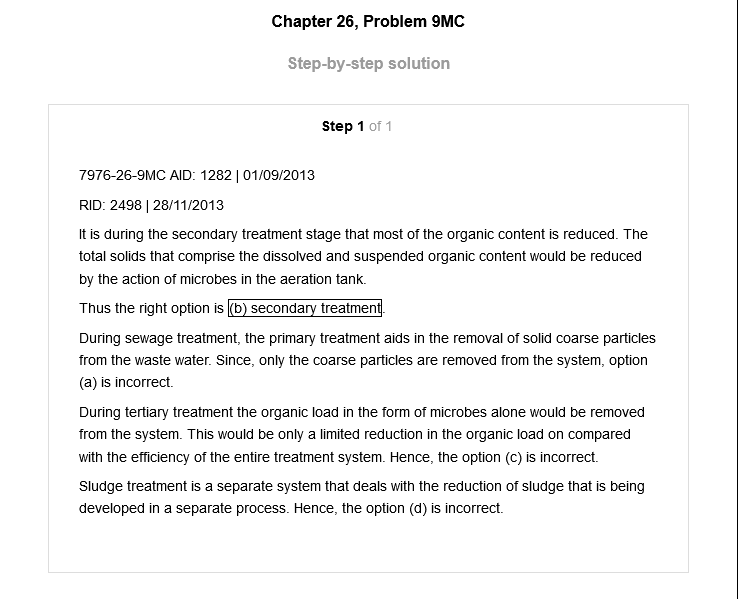 Chapter 26, Problem 9MC
Step-by-step solution
Step 1 of 1
7976-26-9MC AID: 1282 | 01/09/2013
RID: 2498 | 28/11/2013
It is during the secondary treatment stage that most of the organic content is reduced. The
total solids that comprise the dissolved and suspended organic content would be reduced
by the action of microbes in the aeration tank.
Thus the right option is (b) secondary treatment.
During sewage treatment, the primary treatment aids in the removal of solid coarse particles
from the waste water. Since, only the coarse particles are removed from the system, option
(a) is incorrect.
During tertiary treatment the organic load in the form of microbes alone would be removed
from the system. This would be only a limited reduction in the organic load on compared
with the efficiency of the entire treatment system. Hence, the option (c) is incorrect.
Sludge treatment is a separate system that deals with the reduction of sludge that is being
developed in a separate process. Hence, the option (d) is incorrect.